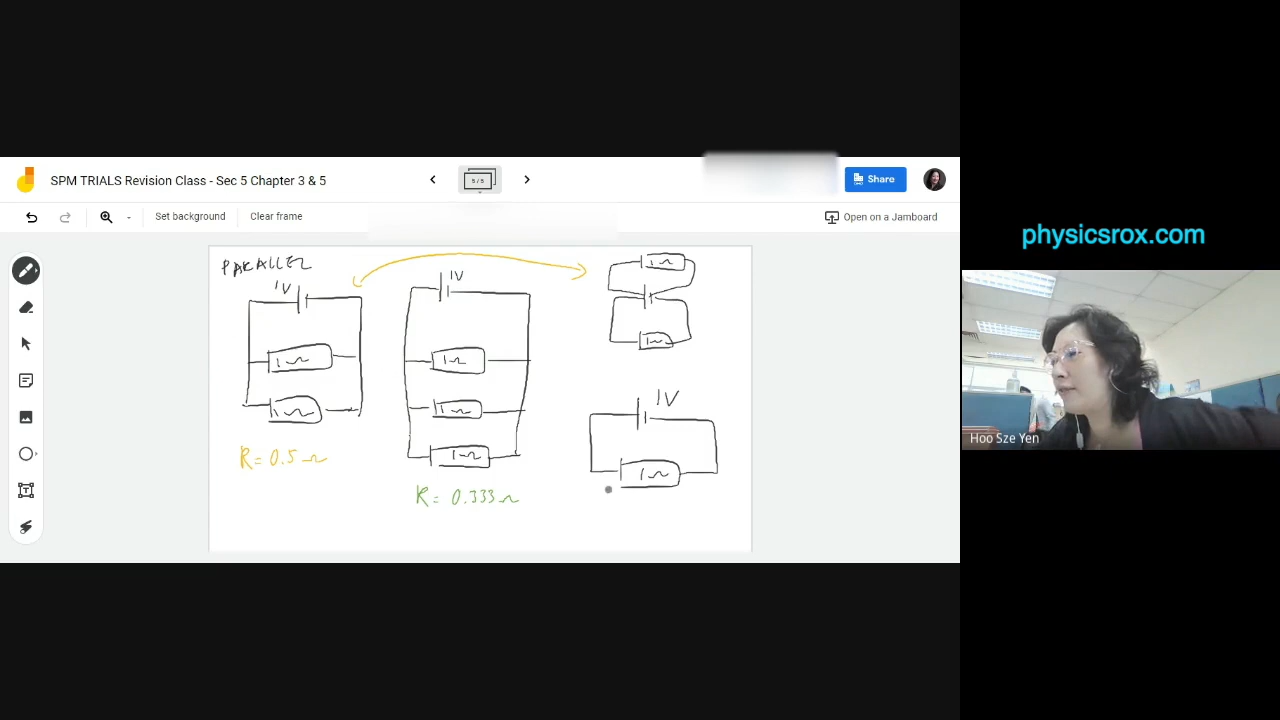 SPM TRIALS Revision Class - Sec 5 Chapter 3 & 5
5 / 5
Share
Set background
Clear frame
Open on a Jamboard
PARALLEL
1V
1Ω
1Ω
R = 0.5 Ω
1V
1Ω
1Ω
1Ω
R = 0.333 Ω
1Ω
1Ω
1V
1Ω
physicsrox.com
Hoo Sze Yen